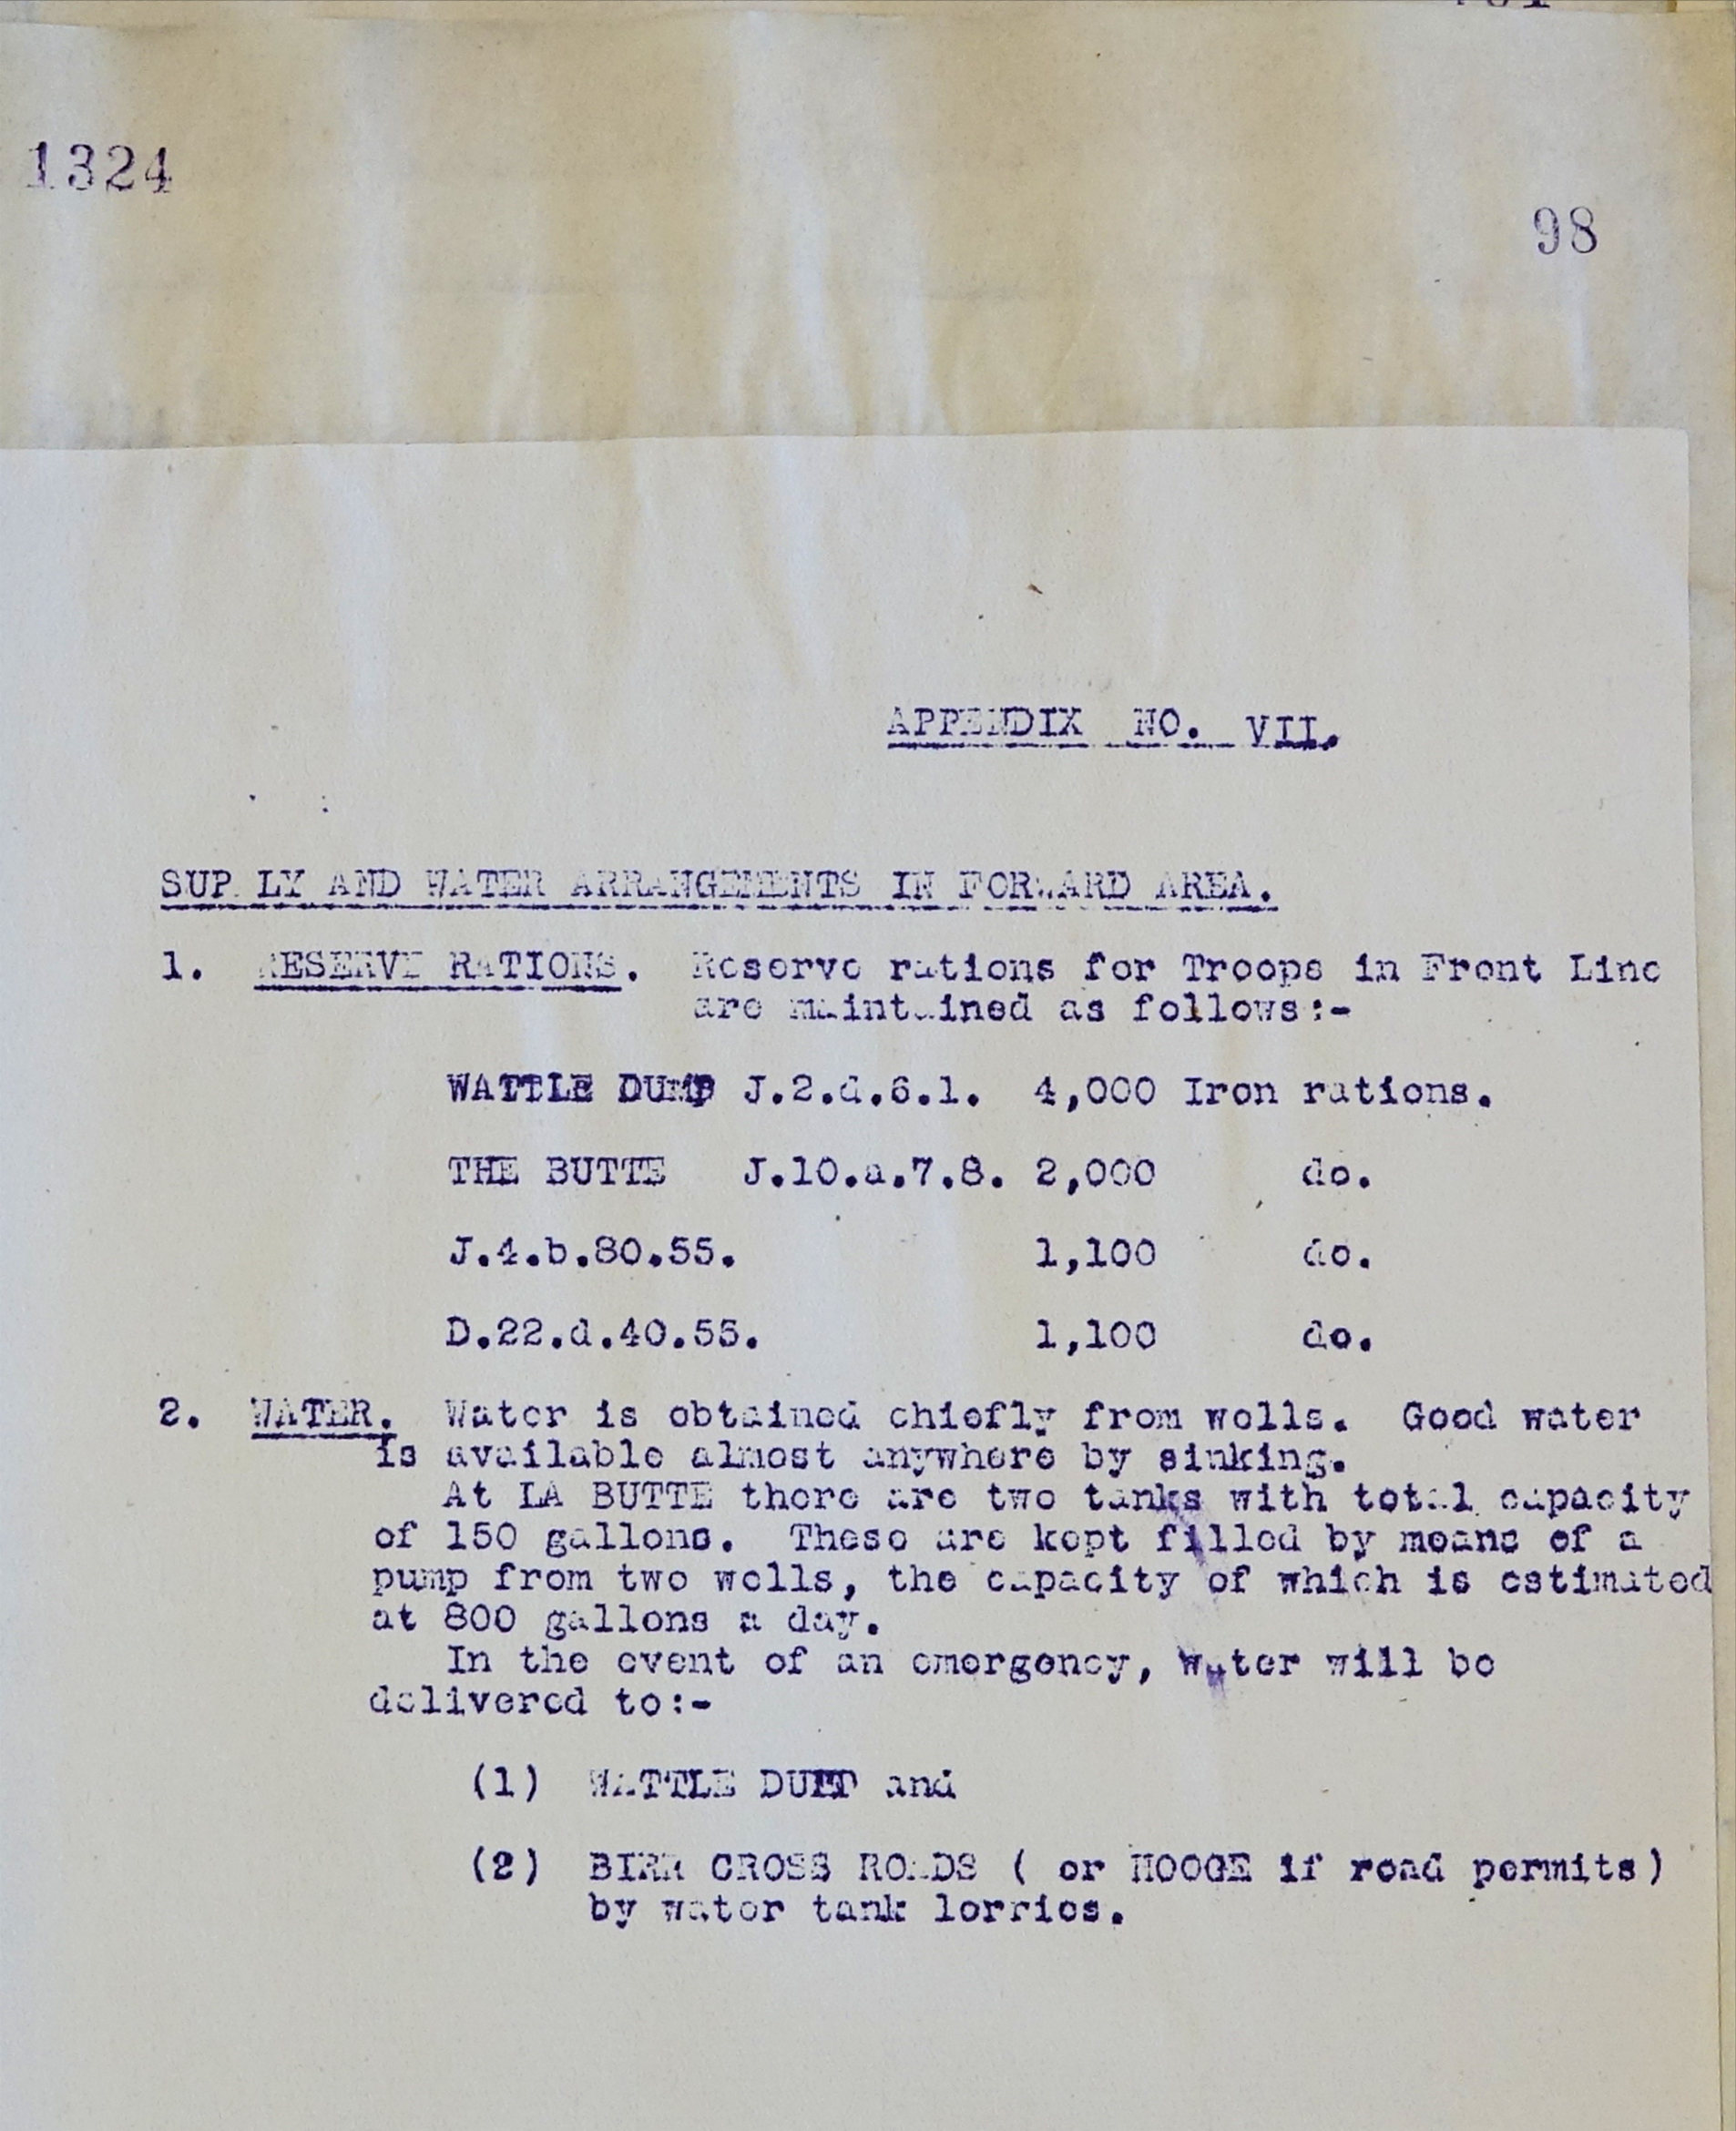 1324
98
APPENDIX NO. VII.
SUPPLY AND WATER ARRANGEMENTS IN FORWARD AREA.
1. RESERVE RATIONS. Reserve rations for Troops in Front Line
are maintained as follows:-
WATTLE DUMP J.2.d.6.1. 4,000 Iron rations.
THE BUTTE J.10.a.7.8. 2,000 do.
J.4.b.80.55. 1,100 do.
D.22.d.40.55. 1,100 do.
2. WATER. Water is obtained chiefly from wells. Good water
is available almost anywhere by sinking.
At LA BUTTE there are two tanks with total capacity
of 150 gallons. These are kept filled by means of a
pump from two wells, the capacity of which is estimated
at 800 gallons a day.
In the event of an emergency, water will be
delivered to:-
(1) WATTLE DUMP and
(2) BIRR CROSS ROADS ( or HOOGE if road permits)
by water tank lorries.